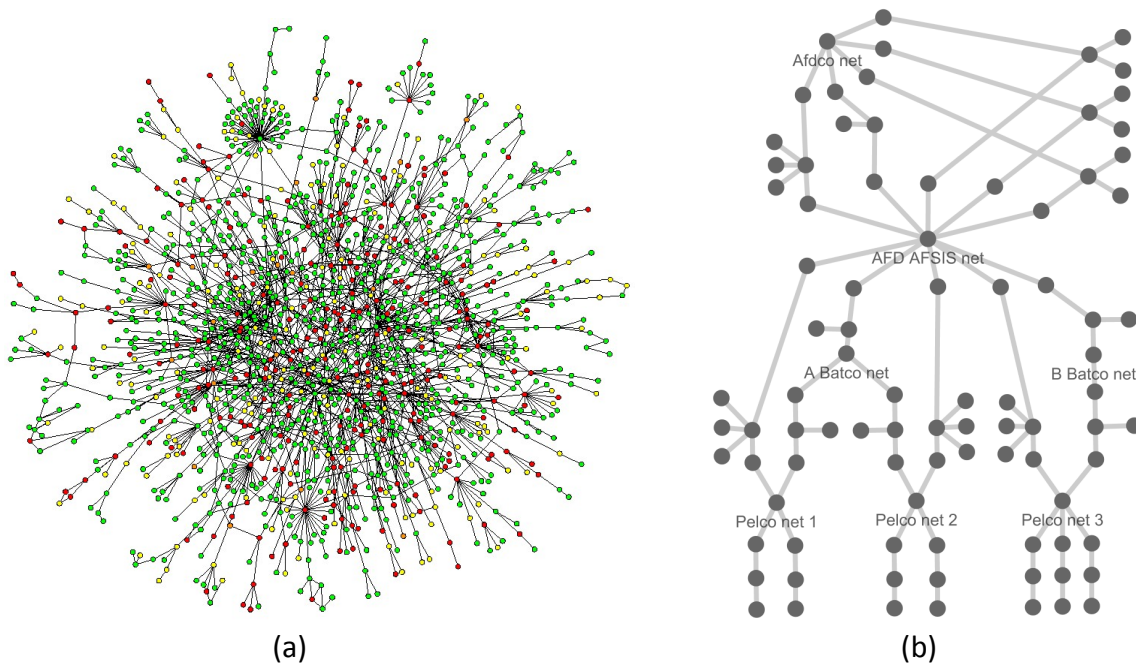 Afdco net
AFD AFSIS net
A Batco net
B Batco net
Pelco net 1
Pelco net 2
Pelco net 3
(a)
(b)